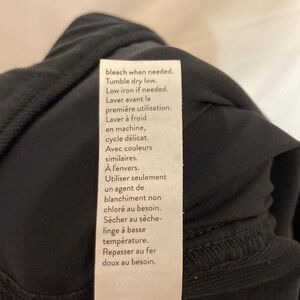 bleach when needed.
Tumble dry low.
Low iron if needed.
Laver avant la
première utilisation.
Laver à froid
en machine,
cycle délicat.
Avec couleurs
similaires.
À l'envers.
Utiliser seulement
un agent de
blanchiment non
chloré au besoin.
Sécher au sèche-
linge à basse
température.
Repasser au fer
doux au besoin.